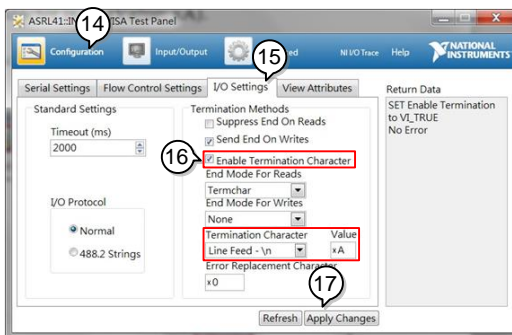 ASRL41::IN ISA Test Panel
14
Configuration
Input/Output
ed
NI I/O Trace
Help
NATIONAL
INSTRUMENTS
15
Serial Settings
Flow Control Settings
I/O Settings
View Attributes
Return Data
SET Enable Termination
to VI_TRUE
No Error
Standard Settings
Timeout (ms)
2000
I/O Protocol
Normal
488.2 Strings
Termination Methods
Suppress End On Reads
Send End On Writes
16
Enable Termination Character
End Mode For Reads
Termchar
End Mode For Writes
None
Termination Character
Value
Line Feed - \n
xA
Error Replacement Character
x0
17
Refresh
Apply Changes